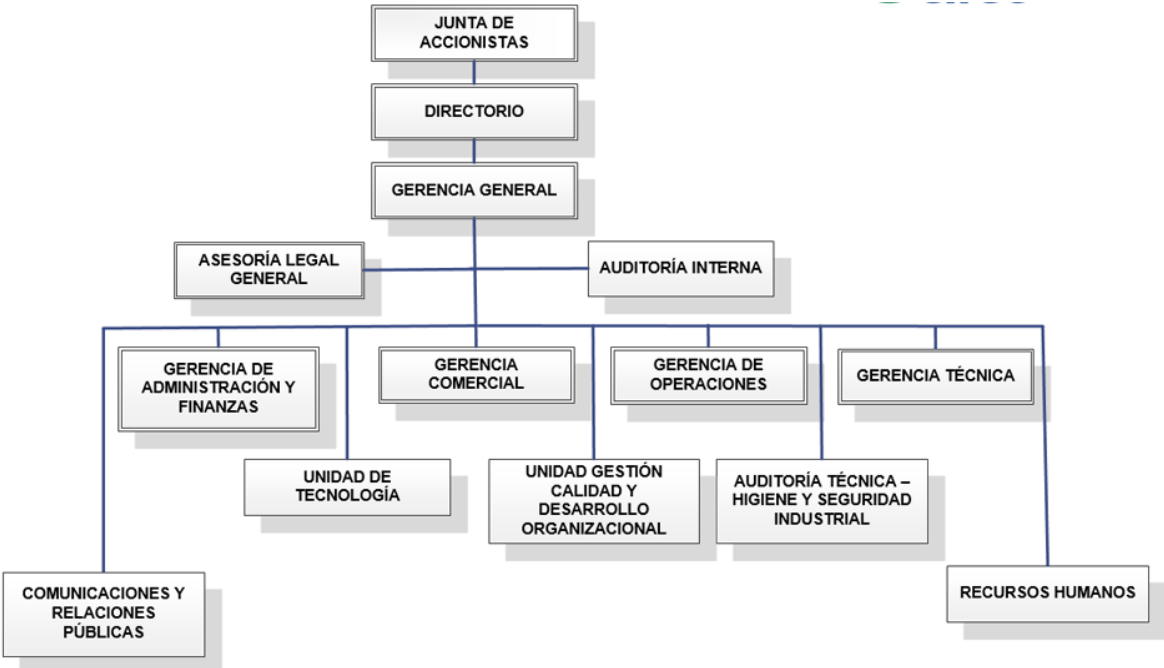 JUNTA DE
ACCIONISTAS
DIRECTORIO
GERENCIA GENERAL
ASESORÍA LEGAL
GENERAL
AUDITORÍA INTERNA
GERENCIA DE
ADMINISTRACIÓN Y
FINANZAS
GERENCIA
COMERCIAL
GERENCIA DE
OPERACIONES
GERENCIA TÉCNICA
UNIDAD DE
TECNOLOGÍA
UNIDAD GESTIÓN
CALIDAD Y
DESARROLLO
ORGANIZACIONAL
AUDITORÍA TÉCNICA –
HIGIENE Y SEGURIDAD
INDUSTRIAL
COMUNICACIONES Y
RELACIONES
PÚBLICAS
RECURSOS HUMANOS